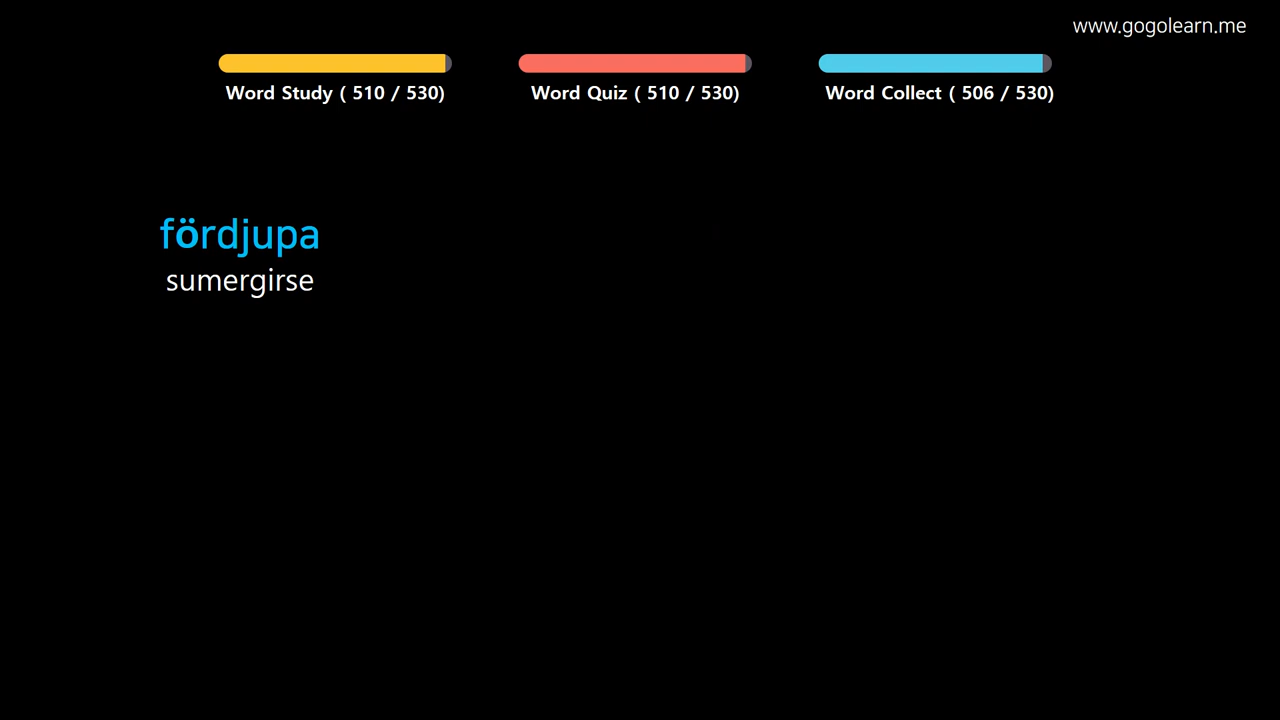 www.gogolearn.me
Word Study ( 510 / 530)
Word Quiz ( 510 / 530)
Word Collect ( 506 / 530)
fördjupa
sumergirse